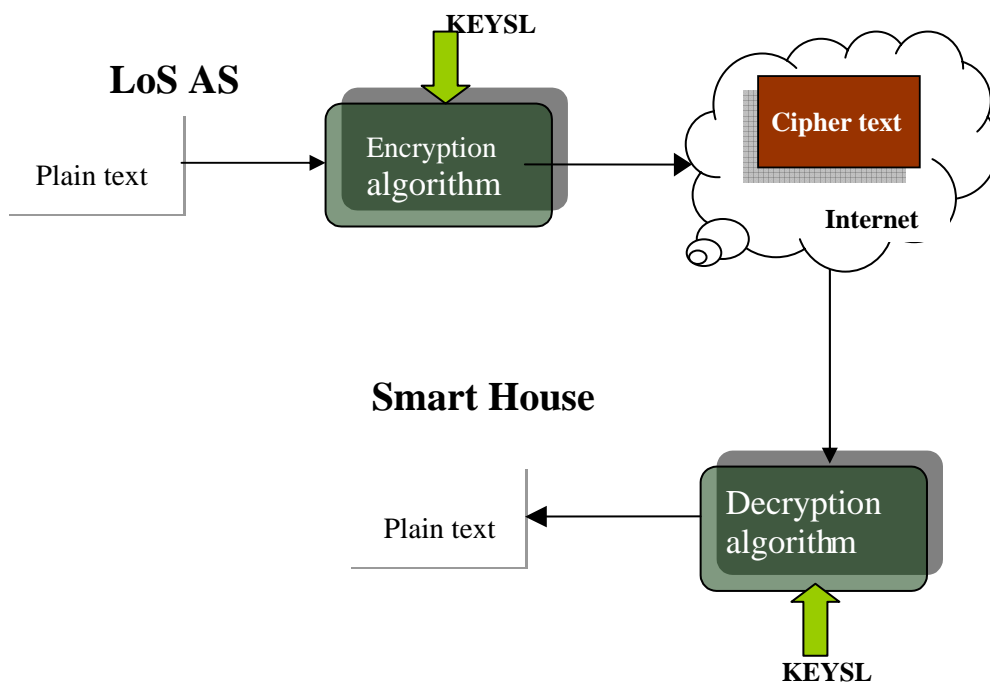 KEYSL
LoS AS
Plain text
Encryption
algorithm
Cipher text
Internet
Smart House
Plain text
Decryption
algorithm
KEYSL